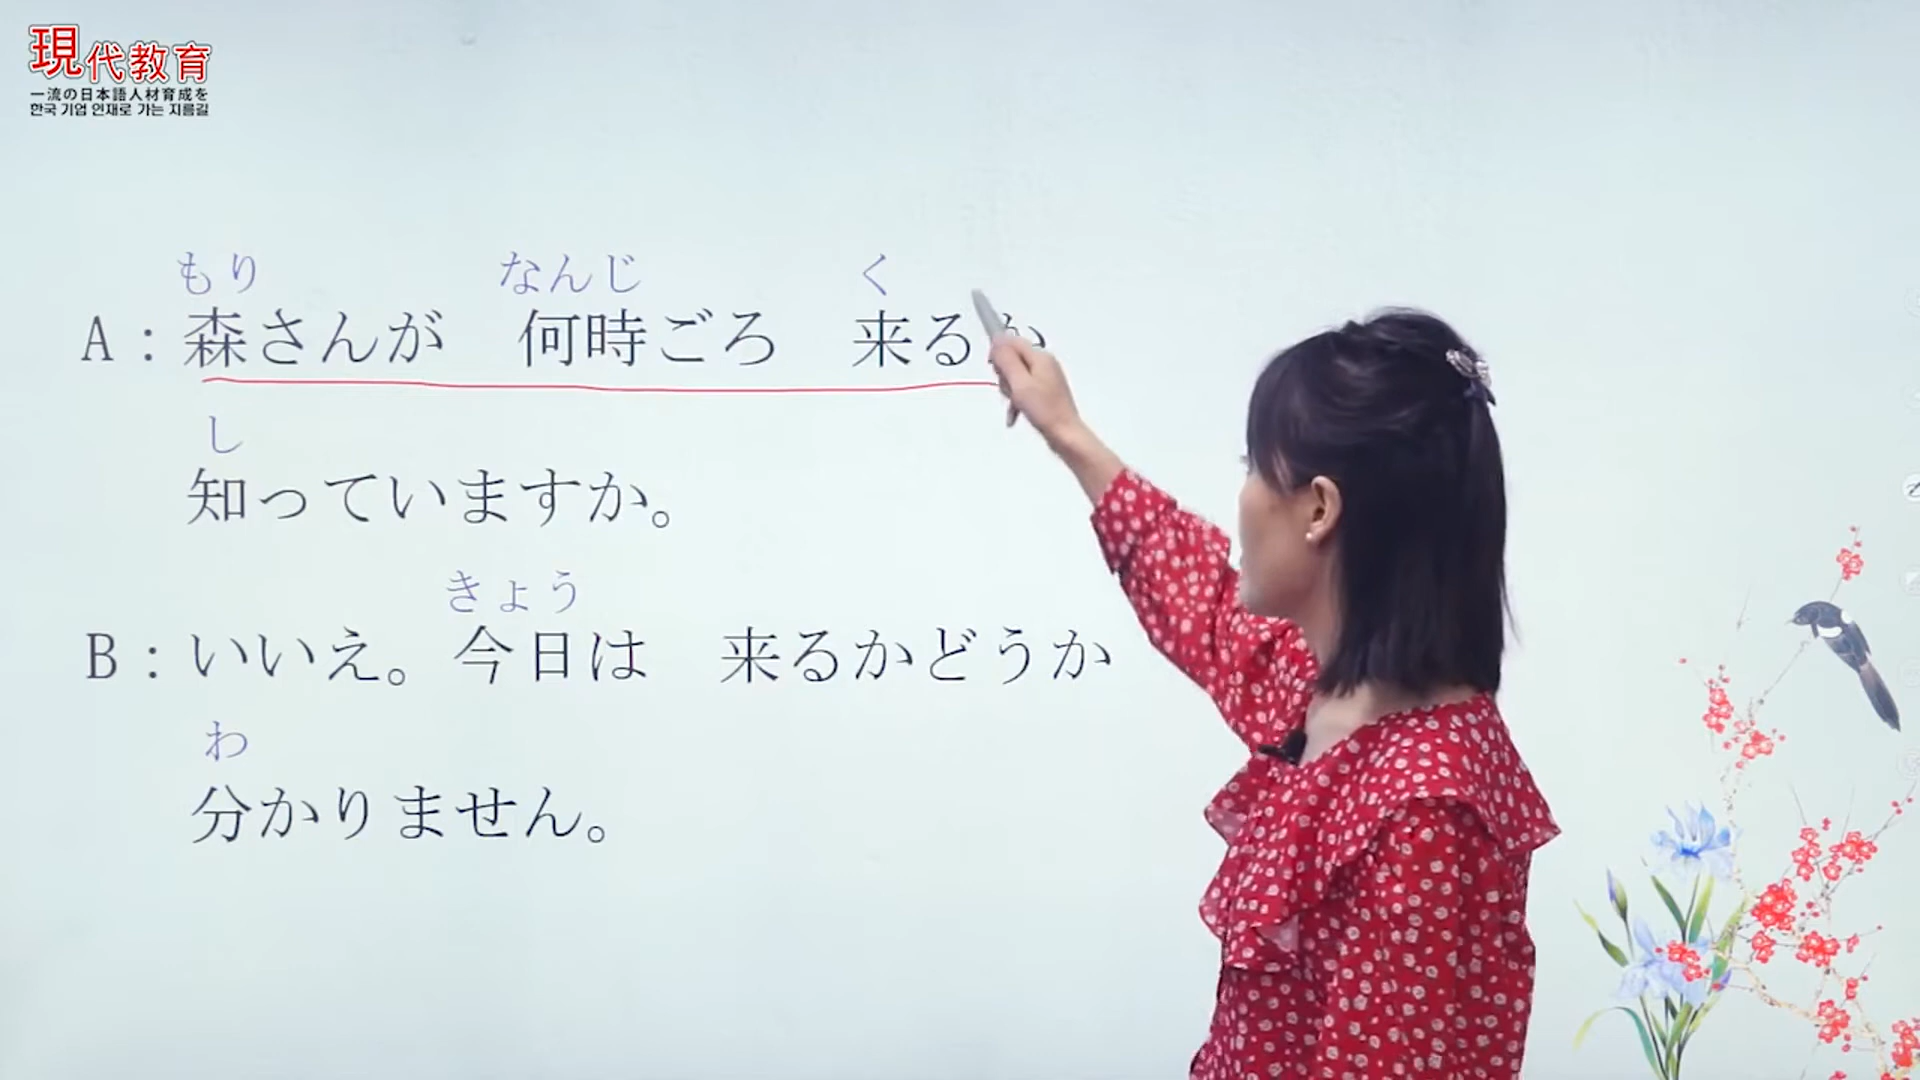 現代教育
一流の日本語人材育成を
한국 기업 인재로 가는 지름길
もり なんじ く
A：森さんが 何時ごろ 来るか
し
知っていますか。
きょう
B：いいえ。今日は 来るかどうか
わ
分かりません。